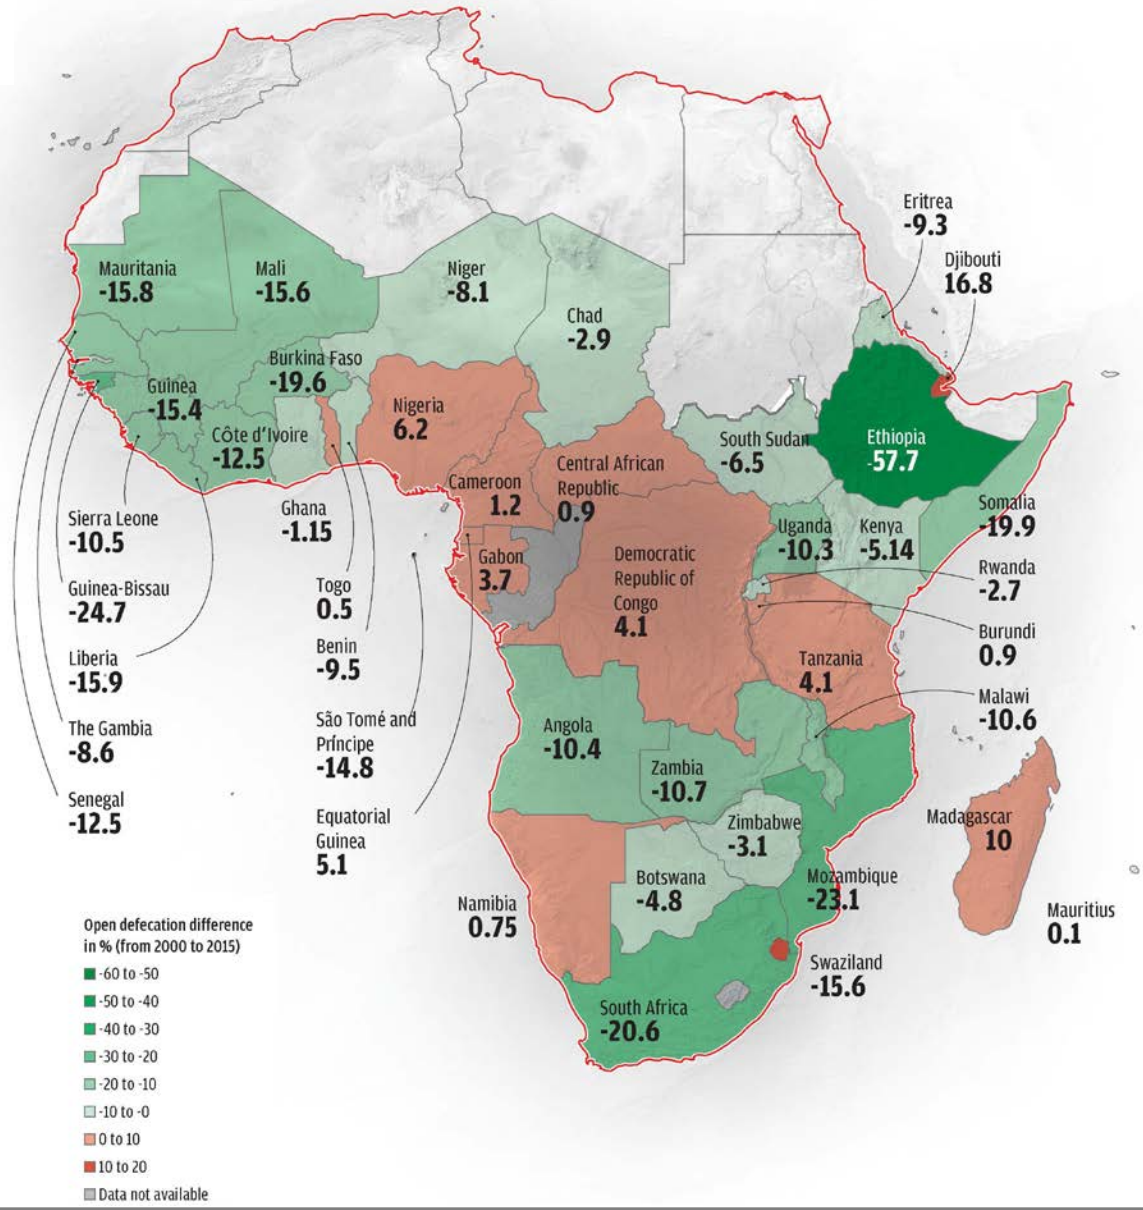 Eritrea
-9.3
Djibouti
16.8
Mauritania
-15.8
Mali
-15.6
Niger
-8.1
Chad
-2.9
Burkina Faso
-19.6
Guinea
-15.4
Côte d'Ivoire
-12.5
Nigeria
6.2
South Sudan
-6.5
Ethiopia
-57.7
Cameroon
1.2
Central African
Republic
0.9
Somalia
-19.9
Sierra Leone
-10.5
Ghana
-1.15
Uganda
-10.3
Kenya
-5.14
Gabon
3.7
Democratic
Republic of
Congo
4.1
Rwanda
-2.7
Guinea-Bissau
-24.7
Togo
0.5
Burundi
0.9
Liberia
-15.9
Benin
-9.5
Tanzania
4.1
Malawi
-10.6
The Gambia
-8.6
São Tomé and
Príncipe
-14.8
Angola
-10.4
Zambia
-10.7
Senegal
-12.5
Equatorial
Guinea
5.1
Zimbabwe
-3.1
Madagascar
10
Botswana
-4.8
Mozambique
-23.1
Namibia
0.75
Mauritius
0.1
Swaziland
-15.6
South Africa
-20.6
Open defecation difference
in % (from 2000 to 2015)
-60 to -50
-50 to -40
-40 to -30
-30 to -20
-20 to -10
-10 to -0
0 to 10
10 to 20
Data not available